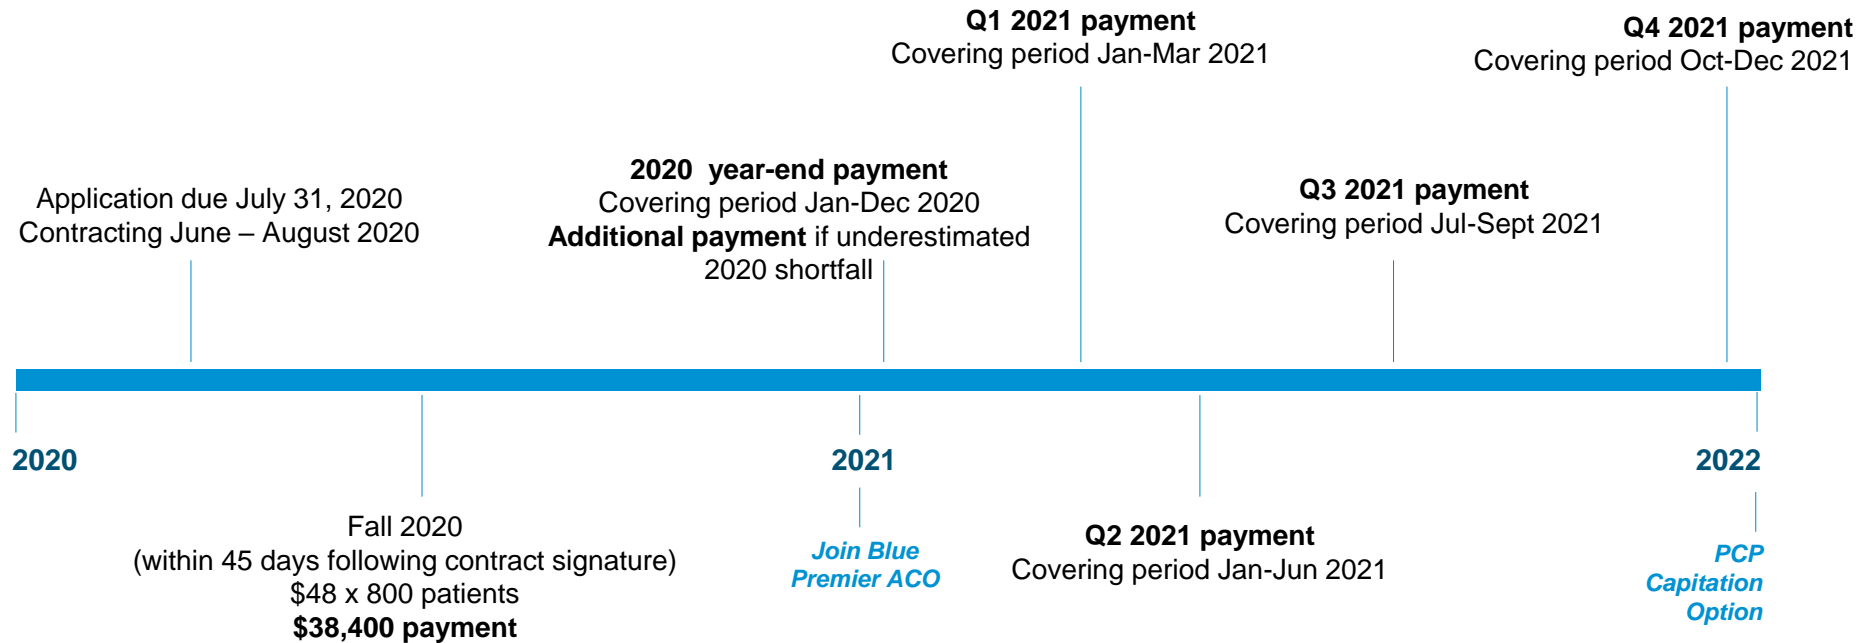 Q1 2021 payment
Covering period Jan-Mar 2021
Q4 2021 payment
Covering period Oct-Dec 2021
Application due July 31, 2020
Contracting June – August 2020
2020  year-end payment
Covering period Jan-Dec 2020
Additional payment if underestimated
2020 shortfall
Q3 2021 payment
Covering period Jul-Sept 2021
2020
2021
2022
Fall 2020
(within 45 days following contract signature)
$48 x 800 patients
$38,400 payment
Join Blue
Premier ACO
Q2 2021 payment
Covering period Jan-Jun 2021
PCP
Capitation
Option